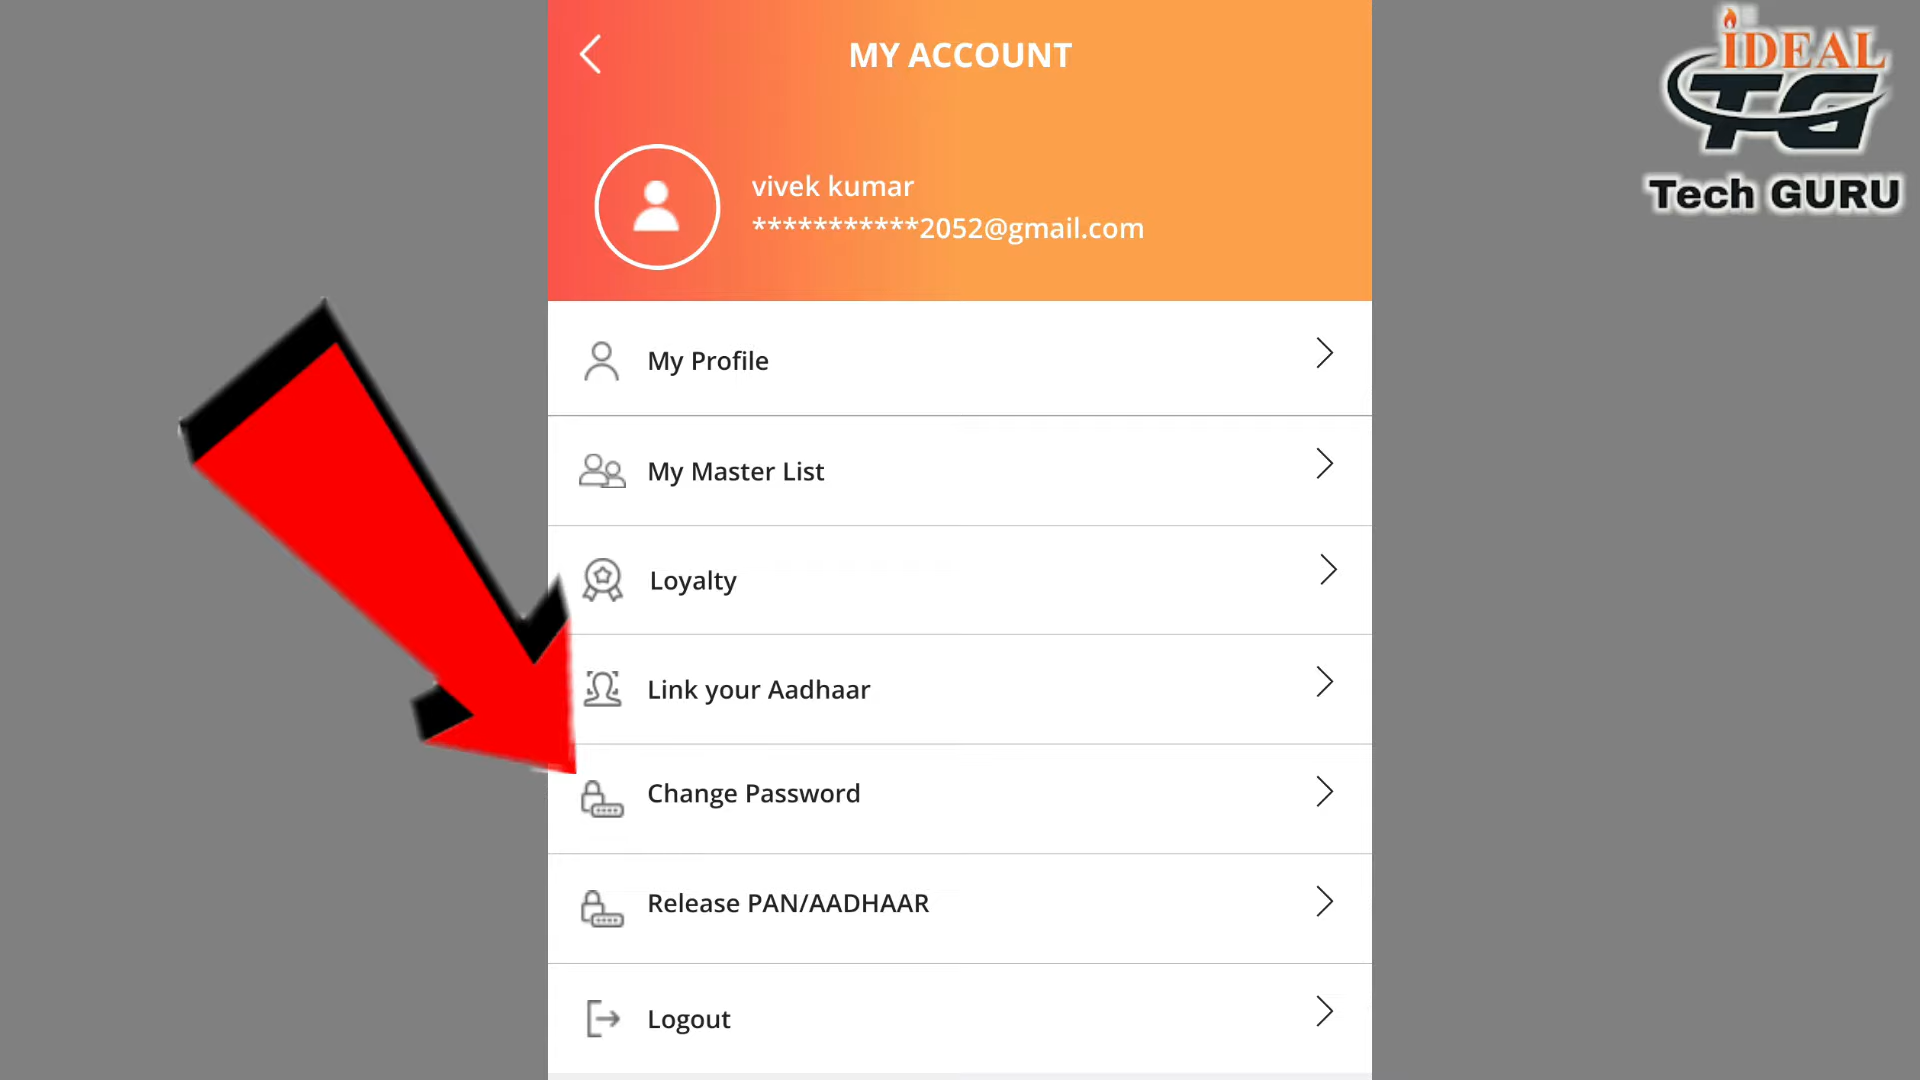 MY ACCOUNT
vivek kumar
***********2052@gmail.com
My Profile
My Master List
Loyalty
Link your Aadhaar
Change Password
Release PAN/AADHAAR
Logout
iDEAL
TG
Tech GURU